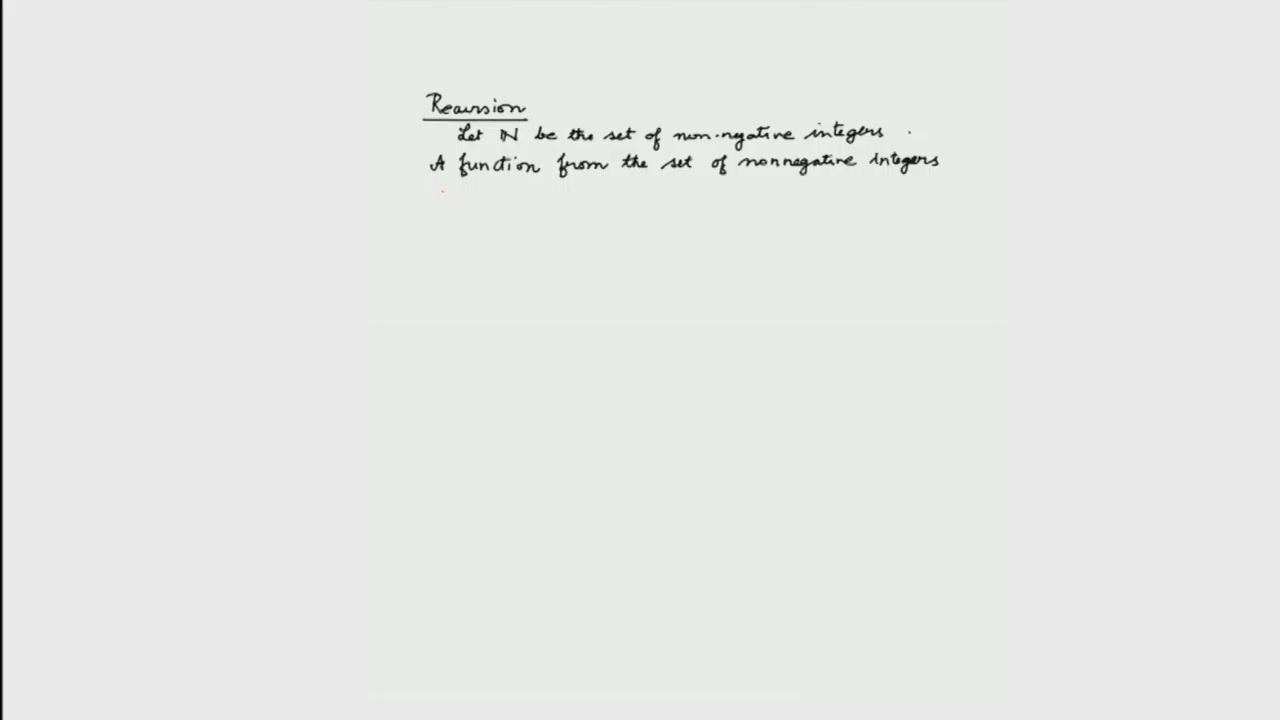 Recursion
Let ℕ be the set of non-negative integers .
A function from the set of nonnegative integers